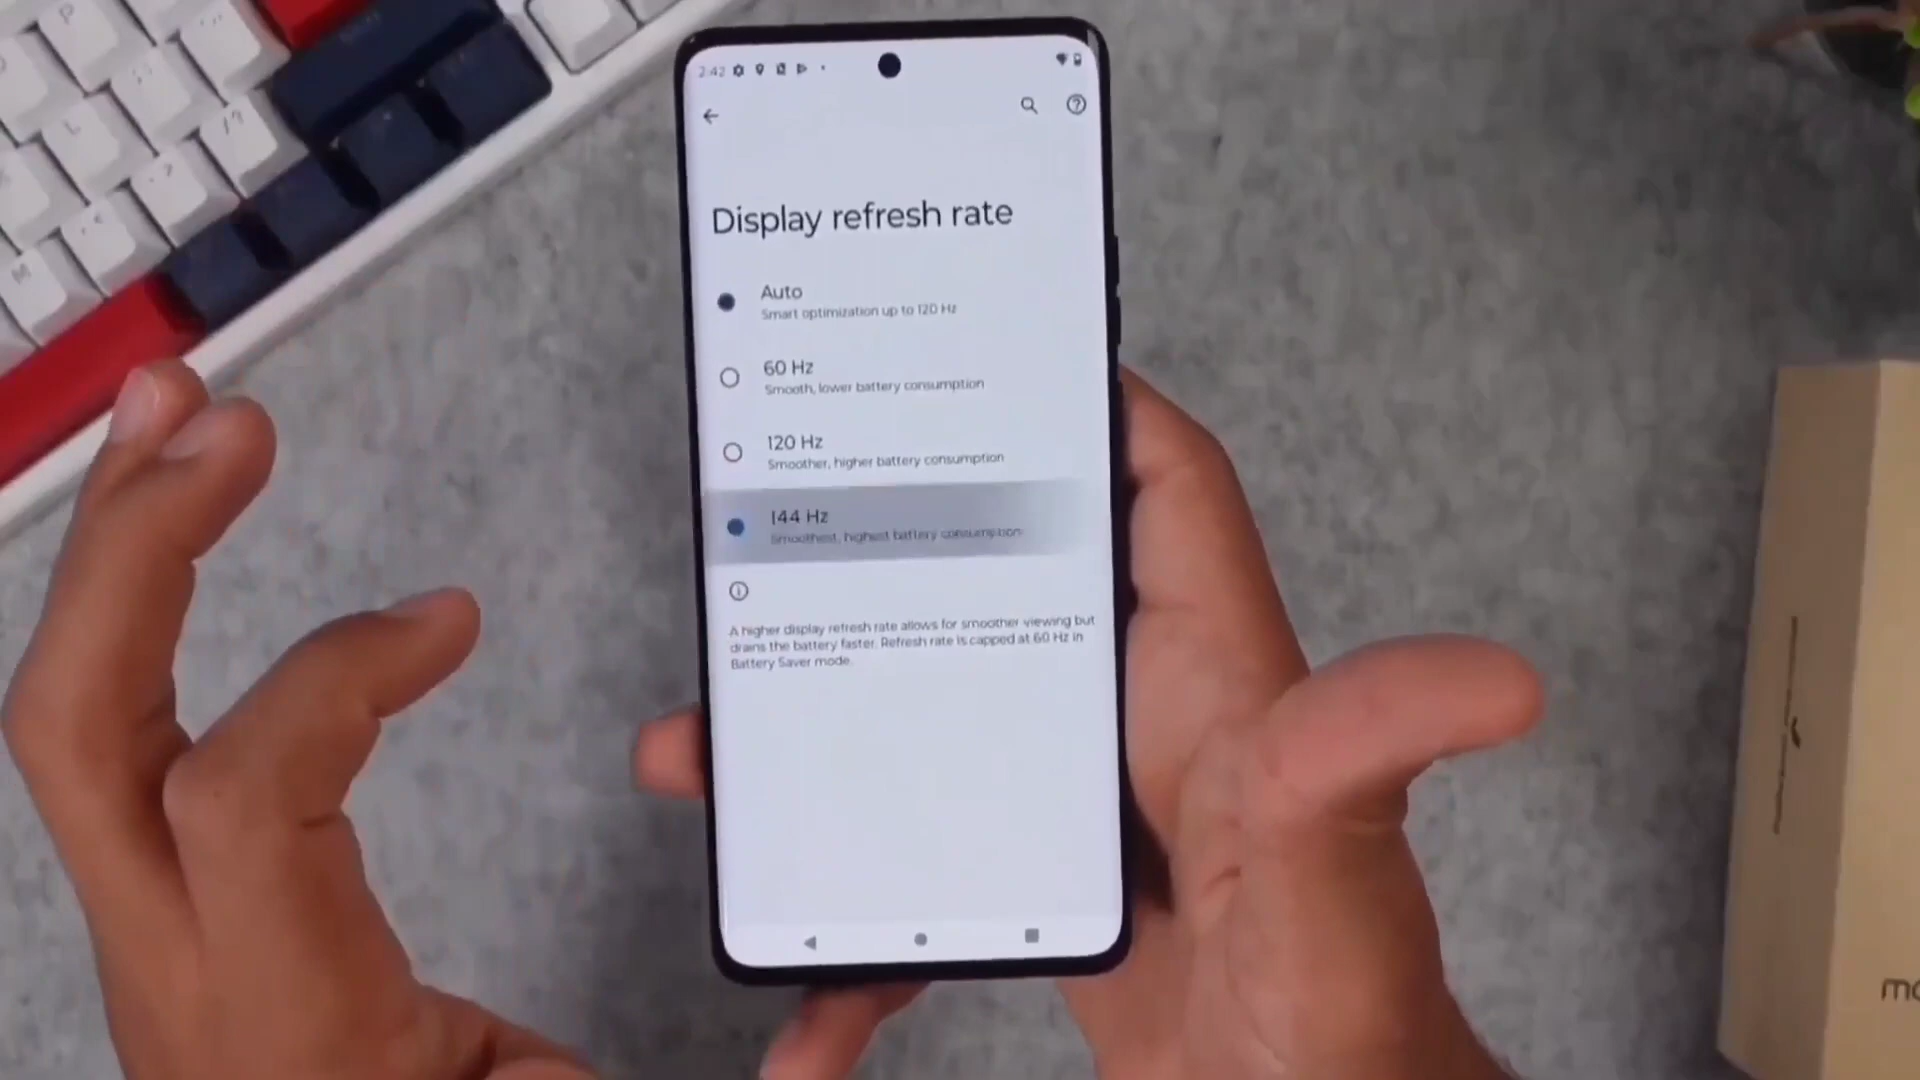 2:42
Display refresh rate
Auto
Smart optimization up to 120 Hz
60 Hz
Smooth, lower battery consumption
120 Hz
Smoother, higher battery consumption
144 Hz
Smoothest, highest battery consumption
A higher display refresh rate allows for smoother viewing but
drains the battery faster. Refresh rate is capped at 60 Hz in
Battery Saver mode.
P
L
M
mo